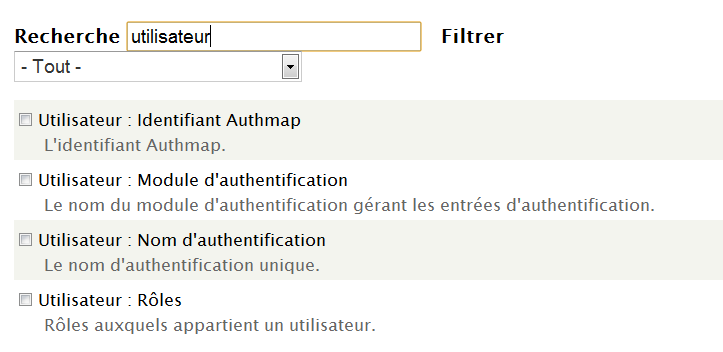 Recherche utilisateur Filtrer
- Tout -
Utilisateur : Identifiant Authmap
L'identifiant Authmap.
Utilisateur : Module d'authentification
Le nom du module d'authentification gérant les entrées d'authentification.
Utilisateur : Nom d'authentification
Le nom d'authentification unique.
Utilisateur : Rôles
Rôles auxquels appartient un utilisateur.